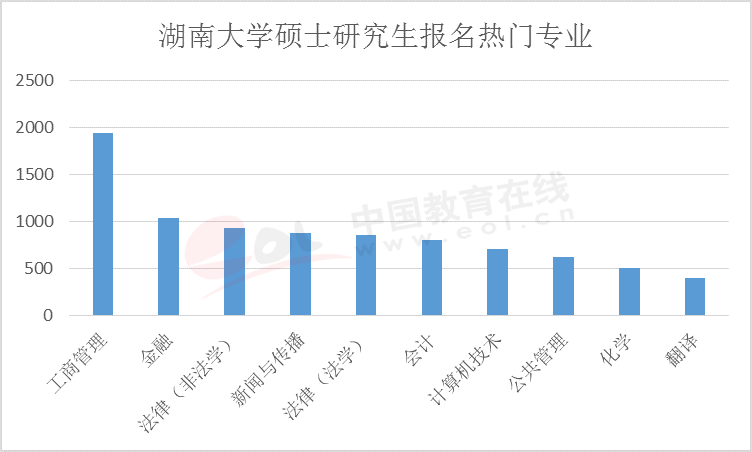 湖南大学硕士研究生报名热门专业
2500
2000
1500
1000
500
0
eol 中国教育在线
www.eol.cn
工商管理
金融
法律（非法学）
新闻与传播
法律（法学）
会计
计算机技术
公共管理
化学
翻译